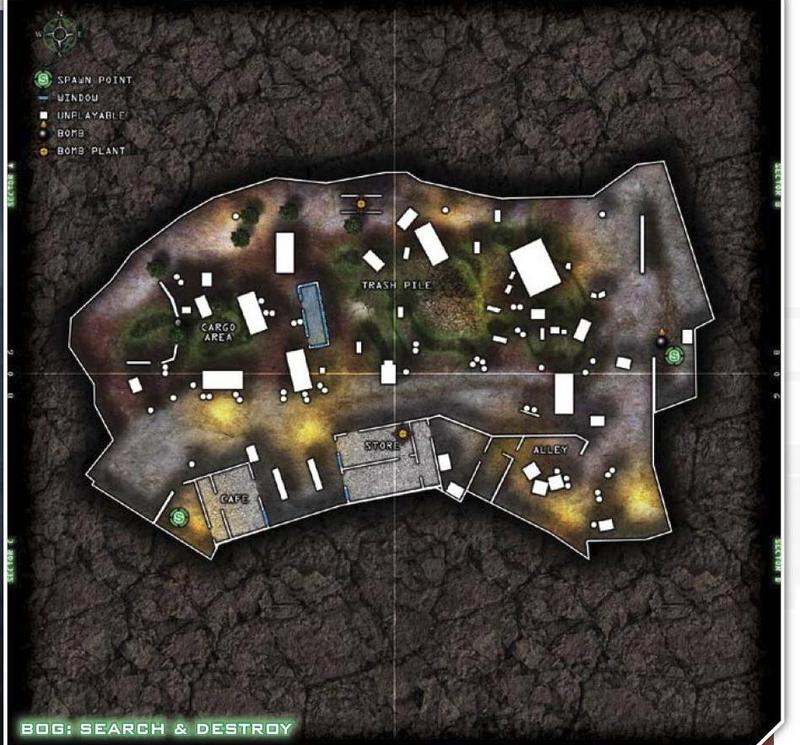 N
W E
S
S SPAWN POINT
WINDOW
UNPLAYABLE
BOMB
BOMB PLANT
TRASH PILE
CARGO
AREA
S
STORE
ALLEY
CAFE
S
BOG: SEARCH & DESTROY